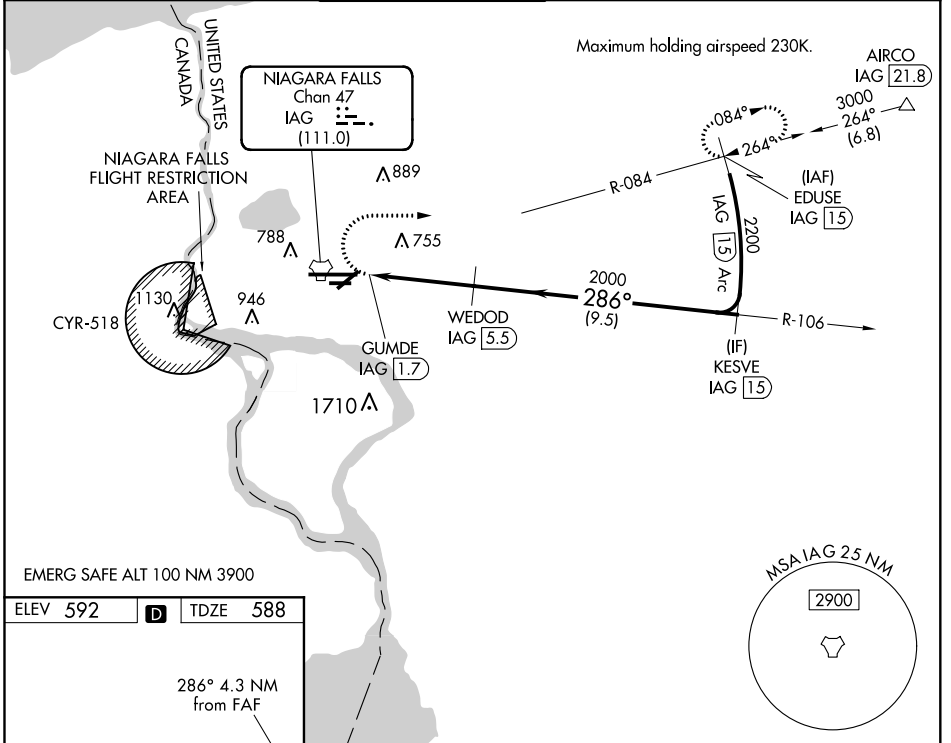 UNITED STATES
CANADA
NIAGARA FALLS
Chan 47
IAG
(111.0)
Maximum holding airspeed 230K.
AIRCO
IAG 21.8
3000
264°
(6.8)
084°
264°
R-084
(IAF)
EDUSE
IAG 15
NIAGARA FALLS
FLIGHT RESTRICTION
AREA
889
788
755
IAG 15 Arc
2200
2000
286°
(9.5)
1130
946
CYR-518
WEDOD
IAG 5.5
R-106
GUMDE
IAG 1.7
(IF)
KESVE
IAG 15
1710
EMERG SAFE ALT 100 NM 3900
MSA IAG 25 NM
2900
ELEV 592 D TDZE 588
286° 4.3 NM
from FAF